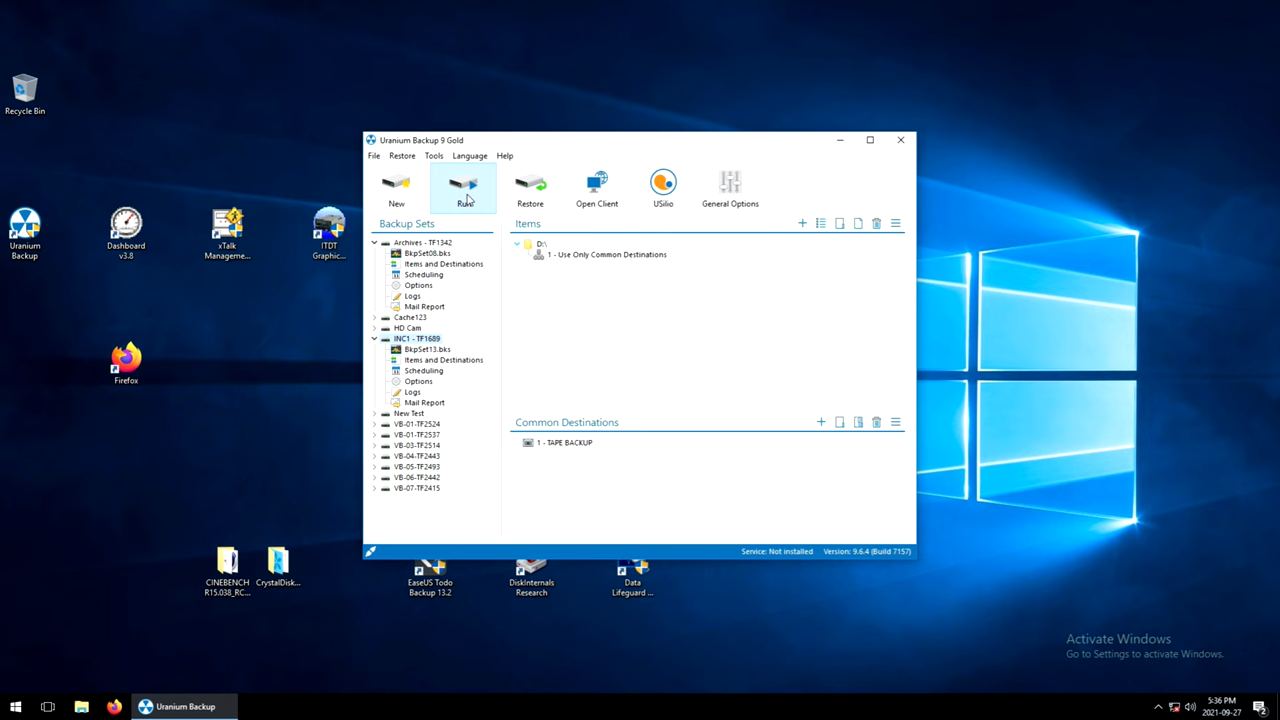 Recycle Bin
Uranium
Backup
Dashboard
v3.8
xTalk
Manageme...
ITDT
Graphic...
Firefox
CINEBENCH
R15.038_RC...
CrystalDisk...
EaseUS Todo
Backup 13.2
DiskInternals
Research
Data
Lifeguard ...
Uranium Backup 9 Gold
File Restore Tools Language Help
New Run Restore Open Client USilio General Options
Backup Sets
Archives - TF1342
BkpSet08.bks
Items and Destinations
Scheduling
Options
Logs
Mail Report
Cache123
HD Cam
INC1 - TF1689
BkpSet13.bks
Items and Destinations
Scheduling
Options
Logs
Mail Report
New Test
VB-01-TF2524
VB-01-TF2537
VB-03-TF2514
VB-04-TF2443
VB-05-TF2493
VB-06-TF2442
VB-07-TF2415
Items
D:\
1 - Use Only Common Destinations
Common Destinations
1 - TAPE BACKUP
Service: Not installed Version: 9.6.4 (Build 7157)
Activate Windows
Go to Settings to activate Windows.
Uranium Backup
5:36 PM
2021-09-27
2